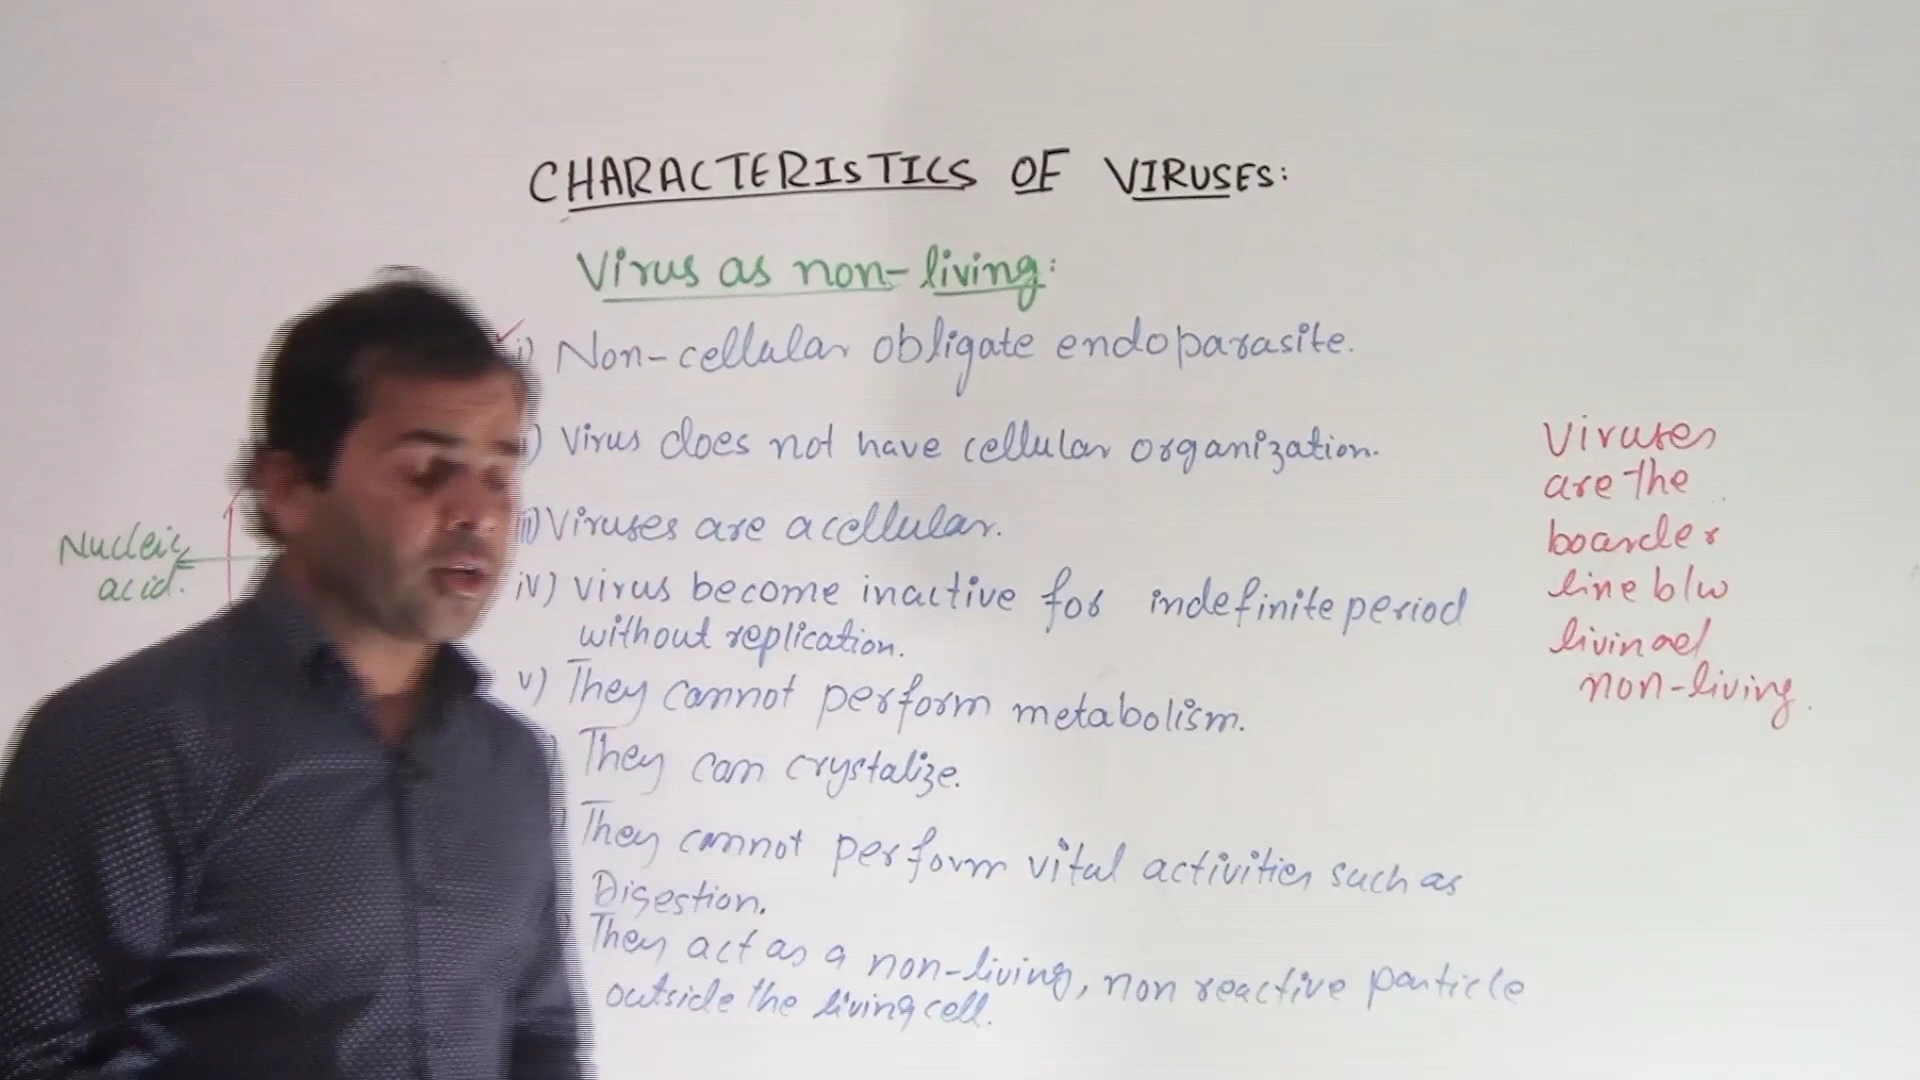 CHARACTERISTICS OF VIRUSES:
Virus as non-living:
i) Non-cellular obligate endoparasite.
) Virus does not have cellular organization.
iii) Viruses are acellular.
iv) Virus become inactive for indefinite period
without replication.
v) They cannot perform metabolism.
They can crystalize.
They cannot perform vital activities such as
Digestion.
They act as a non-living, non reactive particle
outside the living cell.
Nucleic
acid.
Viruses
are the
boarder
line b/w
non-living.